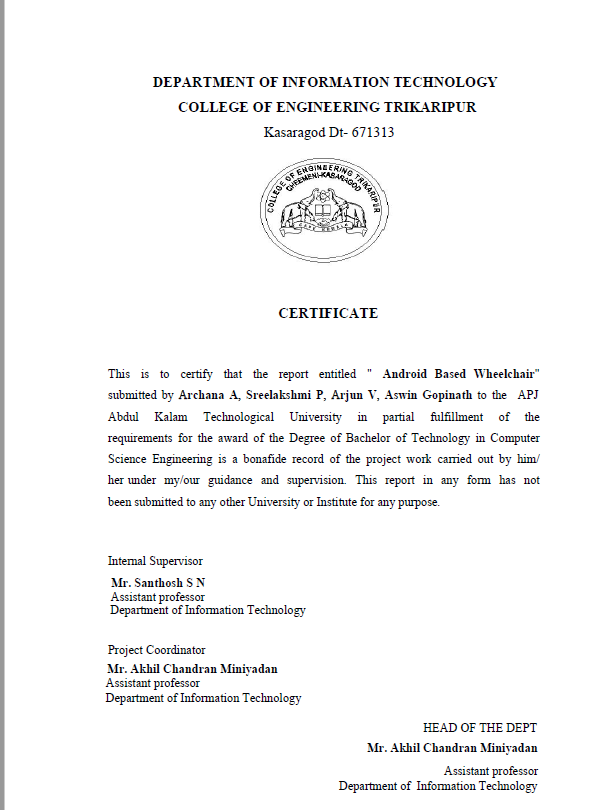 DEPARTMENT OF INFORMATION TECHNOLOGY
COLLEGE OF ENGINEERING TRIKARIPUR
Kasaragod Dt- 671313
COLLEGE OF ENGINEERING TRIKARIPUR
CHEEMENI-KASARAGOD
CERTIFICATE
This is to certify that the report entitled " Android Based Wheelchair"
submitted by Archana A, Sreelakshmi P, Arjun V, Aswin Gopinath to the APJ
Abdul Kalam Technological University in partial fulfillment of the
requirements for the award of the Degree of Bachelor of Technology in Computer
Science Engineering is a bonafide record of the project work carried out by him/
her under my/our guidance and supervision. This report in any form has not
been submitted to any other University or Institute for any purpose.
Internal Supervisor
Mr. Santhosh S N
Assistant professor
Department of Information Technology
Project Coordinator
Mr. Akhil Chandran Miniyadan
Assistant professor
Department of Information Technology
HEAD OF THE DEPT
Mr. Akhil Chandran Miniyadan
Assistant professor
Department of Information Technology